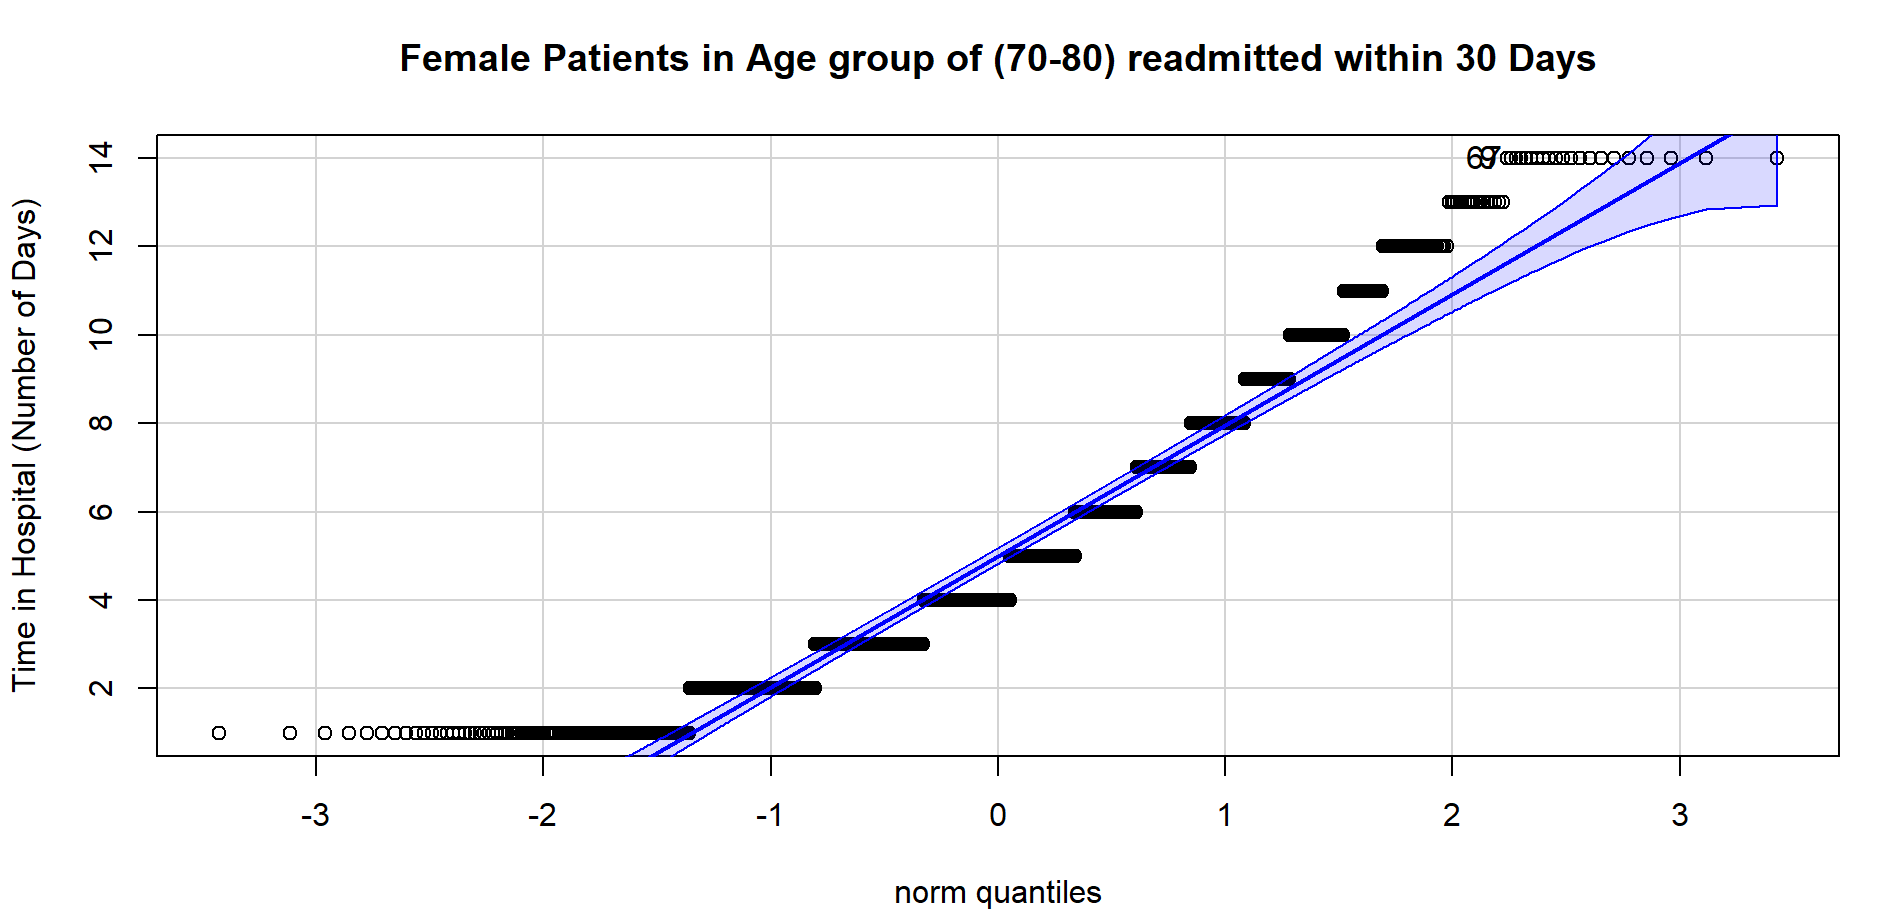 Female Patients in Age group of (70-80) readmitted within 30 Days
Time in Hospital (Number of Days)
14
12
10
8
6
4
2
-3 -2 -1 0 1 2 3
norm quantiles